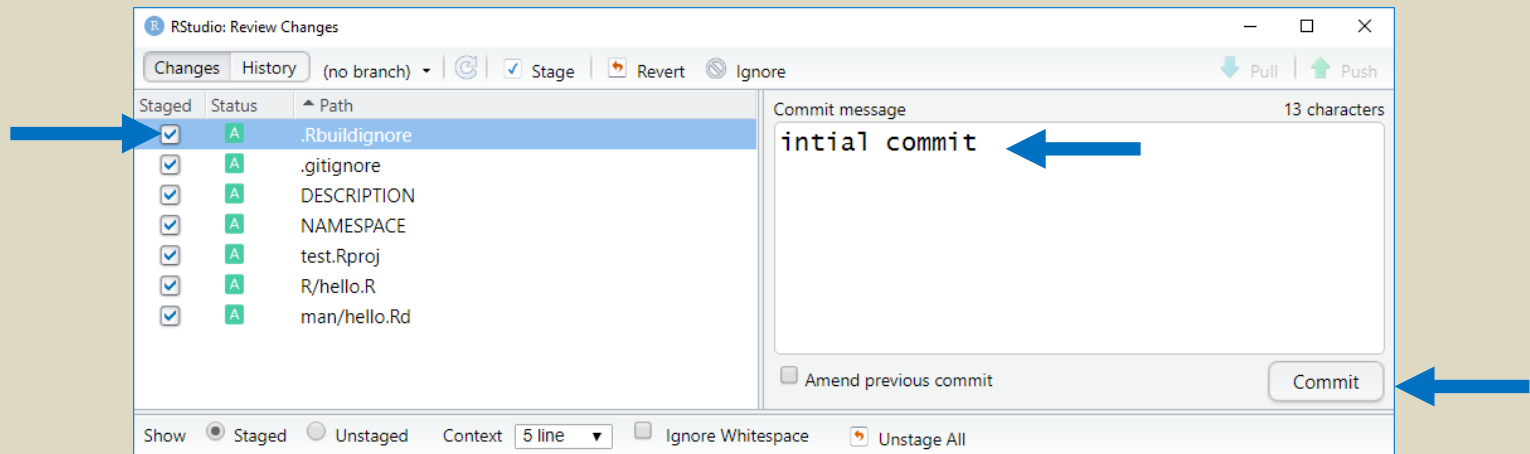 R RStudio: Review Changes
Changes History (no branch) Stage Revert Ignore Pull Push
Staged Status Path
Commit message 13 characters
A .Rbuildignore
intial commit
A .gitignore
A DESCRIPTION
A NAMESPACE
A test.Rproj
A R/hello.R
A man/hello.Rd
Amend previous commit Commit
Show Staged Unstaged Context 5 line Ignore Whitespace Unstage All